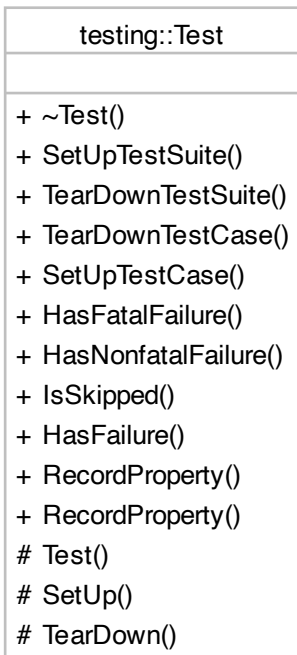 testing::Test
+ ~Test()
+ SetUpTestSuite()
+ TearDownTestSuite()
+ TearDownTestCase()
+ SetUpTestCase()
+ HasFatalFailure()
+ HasNonfatalFailure()
+ IsSkipped()
+ HasFailure()
+ RecordProperty()
+ RecordProperty()
# Test()
# SetUp()
# TearDown()